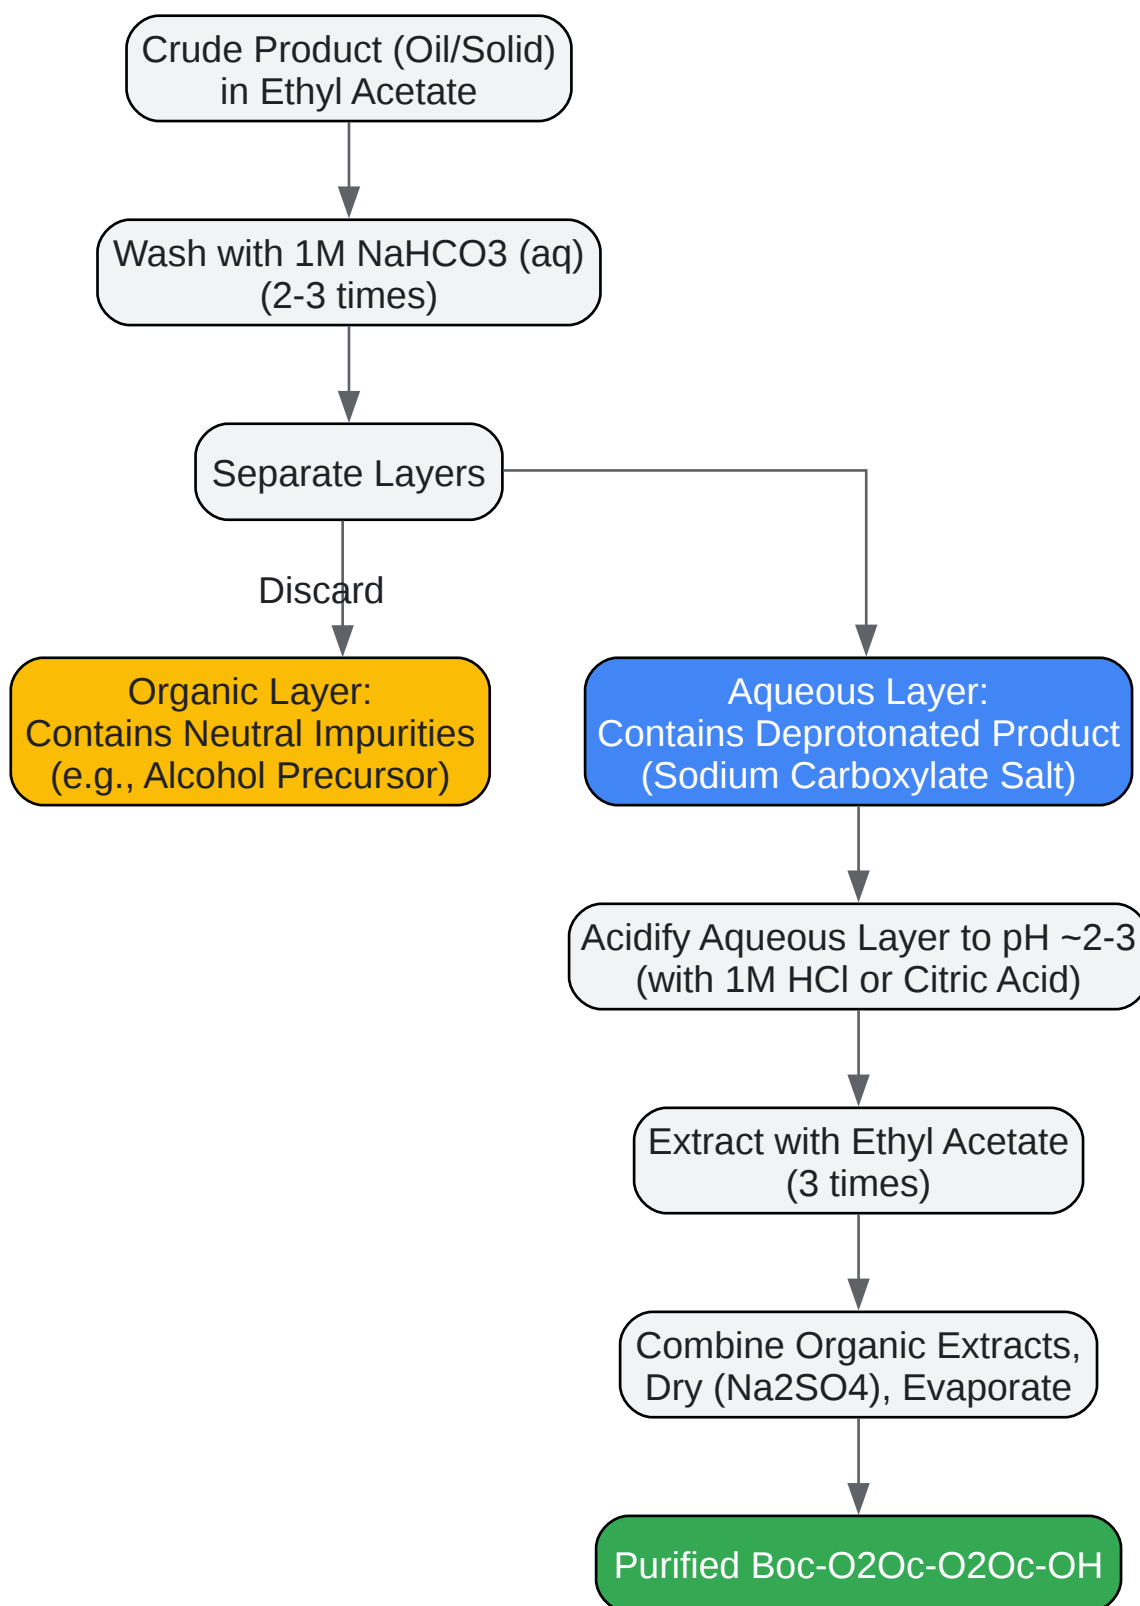 Crude Product (Oil/Solid)
in Ethyl Acetate
Wash with 1M NaHCO3 (aq)
(2-3 times)
Separate Layers
Discard
Organic Layer:
Contains Neutral Impurities
(e.g., Alcohol Precursor)
Aqueous Layer:
Contains Deprotonated Product
(Sodium Carboxylate Salt)
Acidify Aqueous Layer to pH ~2-3
(with 1M HCl or Citric Acid)
Extract with Ethyl Acetate
(3 times)
Combine Organic Extracts,
Dry (Na2SO4), Evaporate
Purified Boc-O2Oc-O2Oc-OH